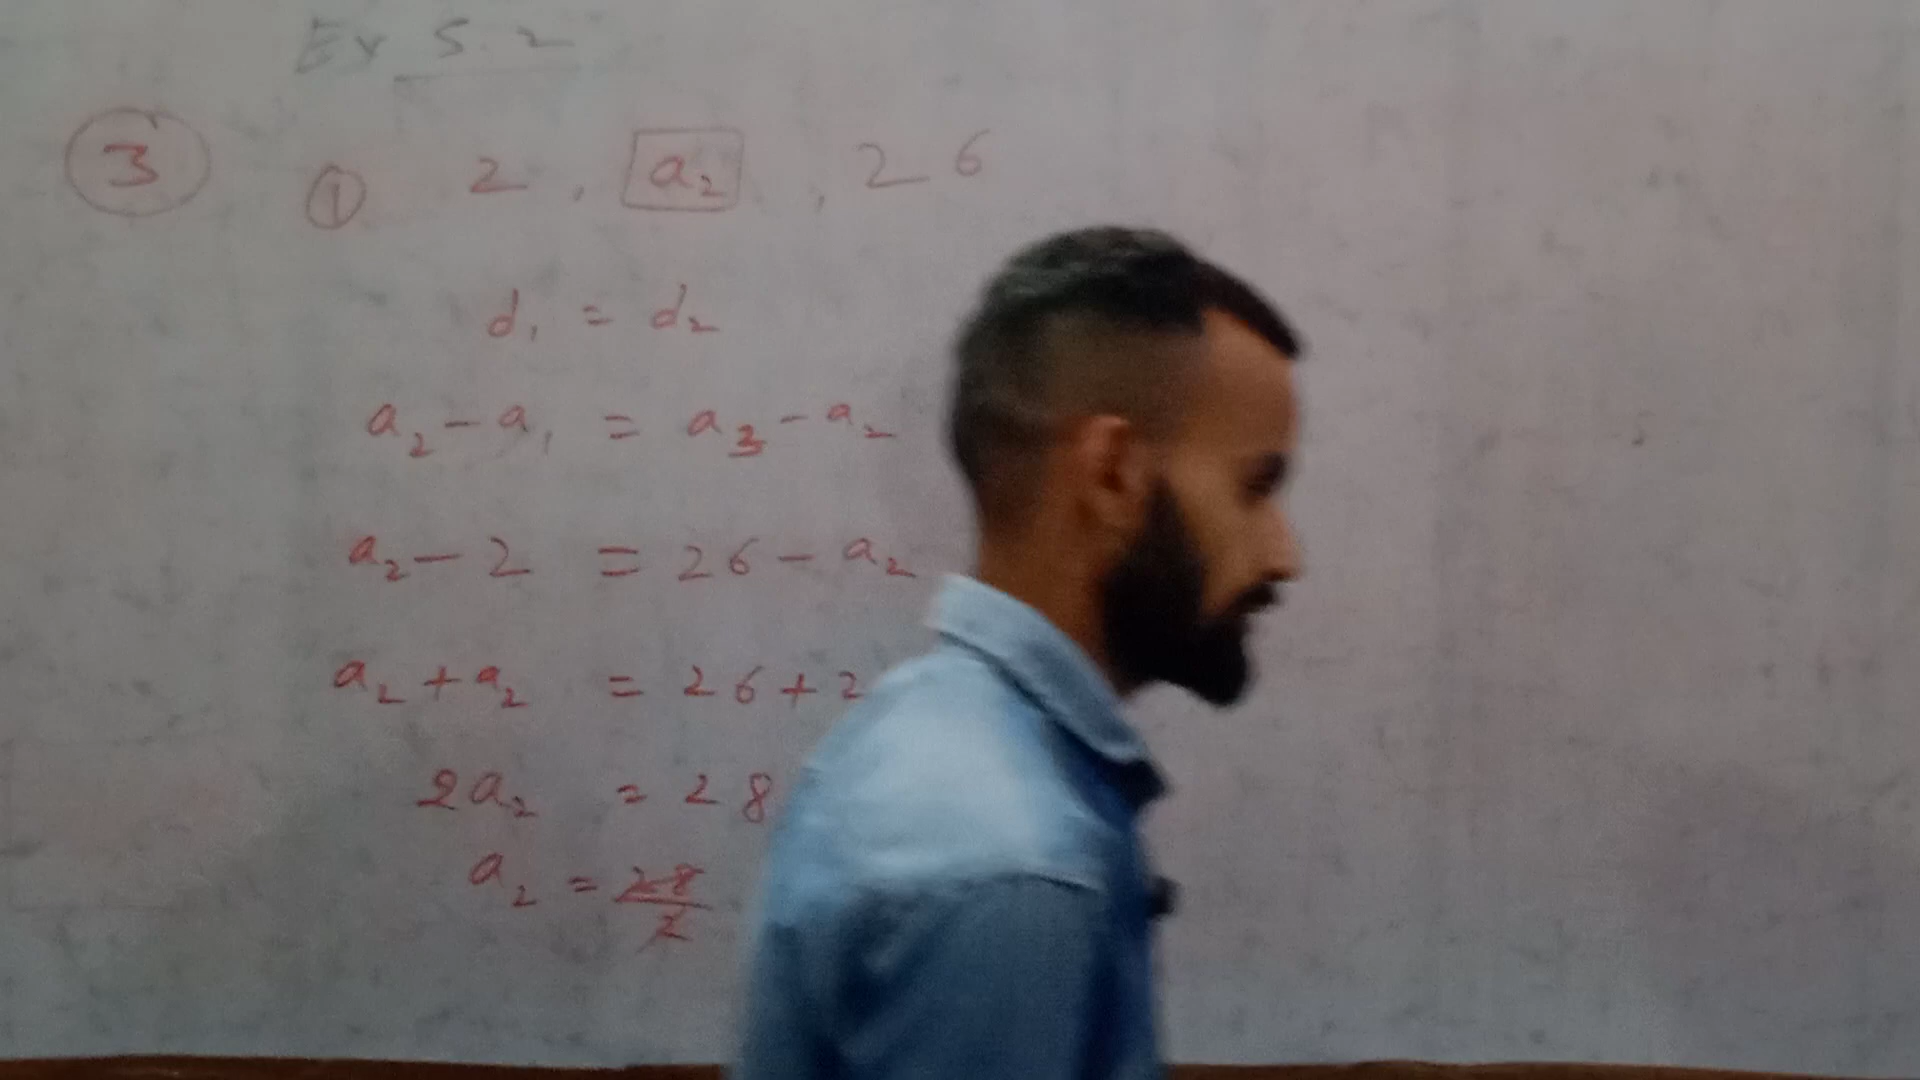 Ex 5.2
3 1 2 , a₂ , 26
d₁ = d₂
a₂ - a₁ = a₃ - a₂
a₂ - 2 = 26 - a₂
a₂ + a₂ = 26 + 2
2a₂ = 28
a₂ = 28/2